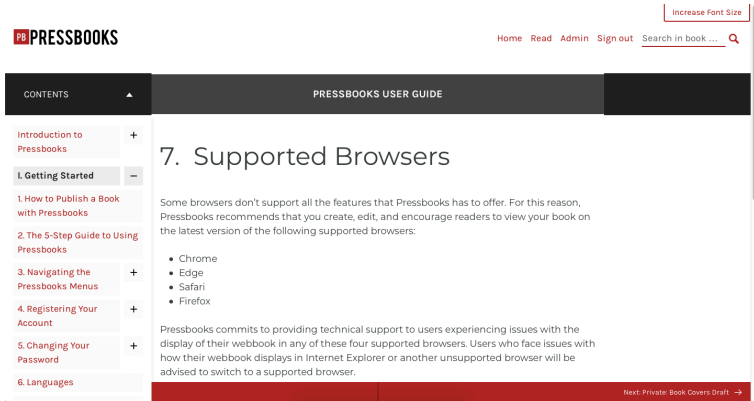 Increase Font Size
PB PRESSBOOKS
Home Read Admin Sign out Search in book ...
CONTENTS
PRESSBOOKS USER GUIDE
Introduction to
Pressbooks
+
I. Getting Started
−
1. How to Publish a Book
with Pressbooks
2. The 5-Step Guide to Using
Pressbooks
3. Navigating the
Pressbooks Menus
+
4. Registering Your
Account
+
5. Changing Your
Password
+
6. Languages
7. Supported Browsers
Some browsers don’t support all the features that Pressbooks has to offer. For this reason,
Pressbooks recommends that you create, edit, and encourage readers to view your book on
the latest version of the following supported browsers:
• Chrome
• Edge
• Safari
• Firefox
Pressbooks commits to providing technical support to users experiencing issues with the
display of their webbook in any of these four supported browsers. Users who face issues with
how their webbook displays in Internet Explorer or another unsupported browser will be
advised to switch to a supported browser.
Next: Private: Book Covers Draft →